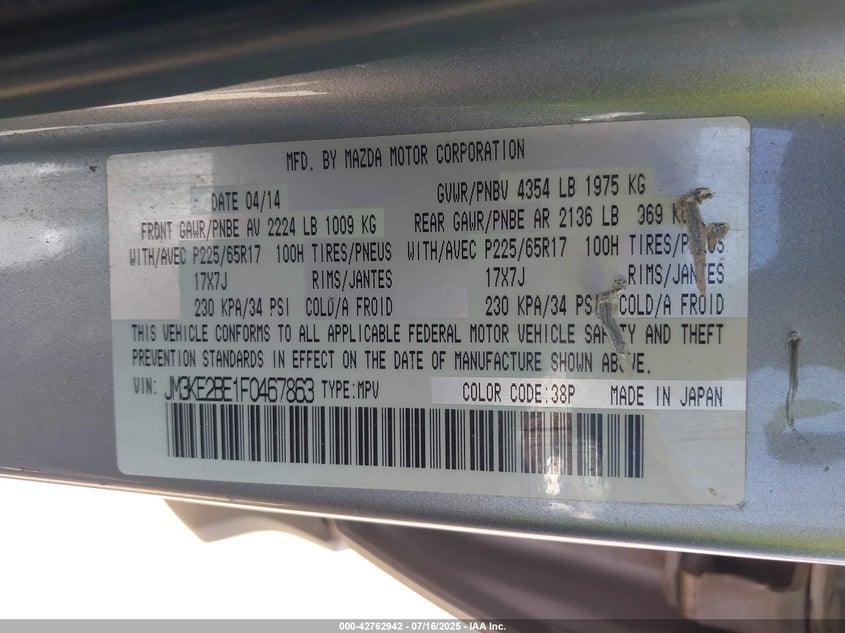 MFD. BY MAZDA MOTOR CORPORATION
DATE 04/14 GVWR/PNBV 4354 LB 1975 KG
FRONT GAWR/PNBE AV 2224 LB 1009 KG REAR GAWR/PNBE AR 2136 LB 969 KG
WITH/AVEC P225/65R17 100H TIRES/PNEUS WITH/AVEC P225/65R17 100H TIRES/PNEUS
17X7J RIMS/JANTES 17X7J RIMS/JANTES
230 KPA/34 PSI COLD/A FROID 230 KPA/34 PSI COLD/A FROID
THIS VEHICLE CONFORMS TO ALL APPLICABLE FEDERAL MOTOR VEHICLE SAFETY AND THEFT
PREVENTION STANDARDS IN EFFECT ON THE DATE OF MANUFACTURE SHOWN ABOVE.
VIN: JM3KE2BE1F0467863 TYPE:MPV COLOR CODE:38P MADE IN JAPAN
000-42762942 - 07/16/2025 - IAA Inc.